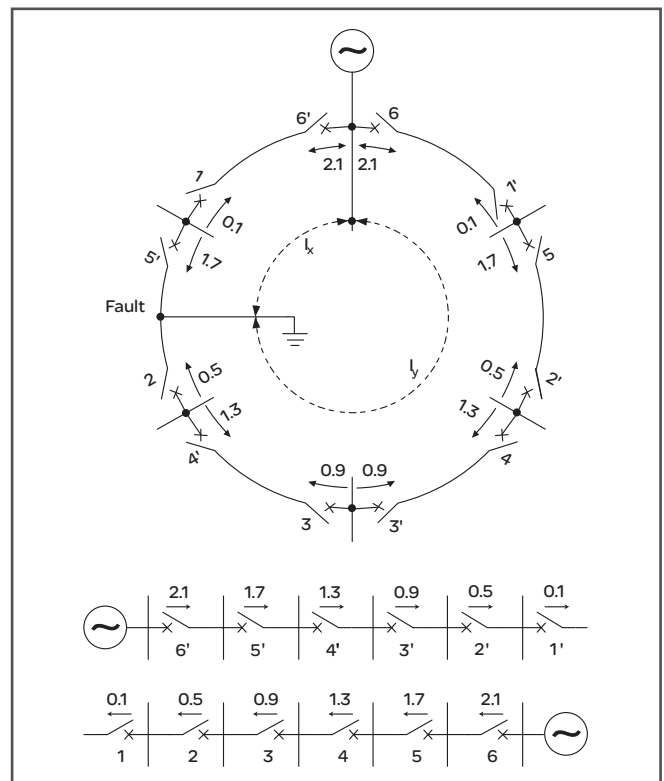 6' 6
2.1 2.1
1 1'
0.1 0.1
5' 1.7 1.7 5
Iₓ
Fault
I_y
2 0.5 0.5 2'
1.3 1.3
4' 4
0.9 0.9
3 3'
2.1 1.7 1.3 0.9 0.5 0.1
6' 5' 4' 3' 2' 1'
0.1 0.5 0.9 1.3 1.7 2.1
1 2 3 4 5 6